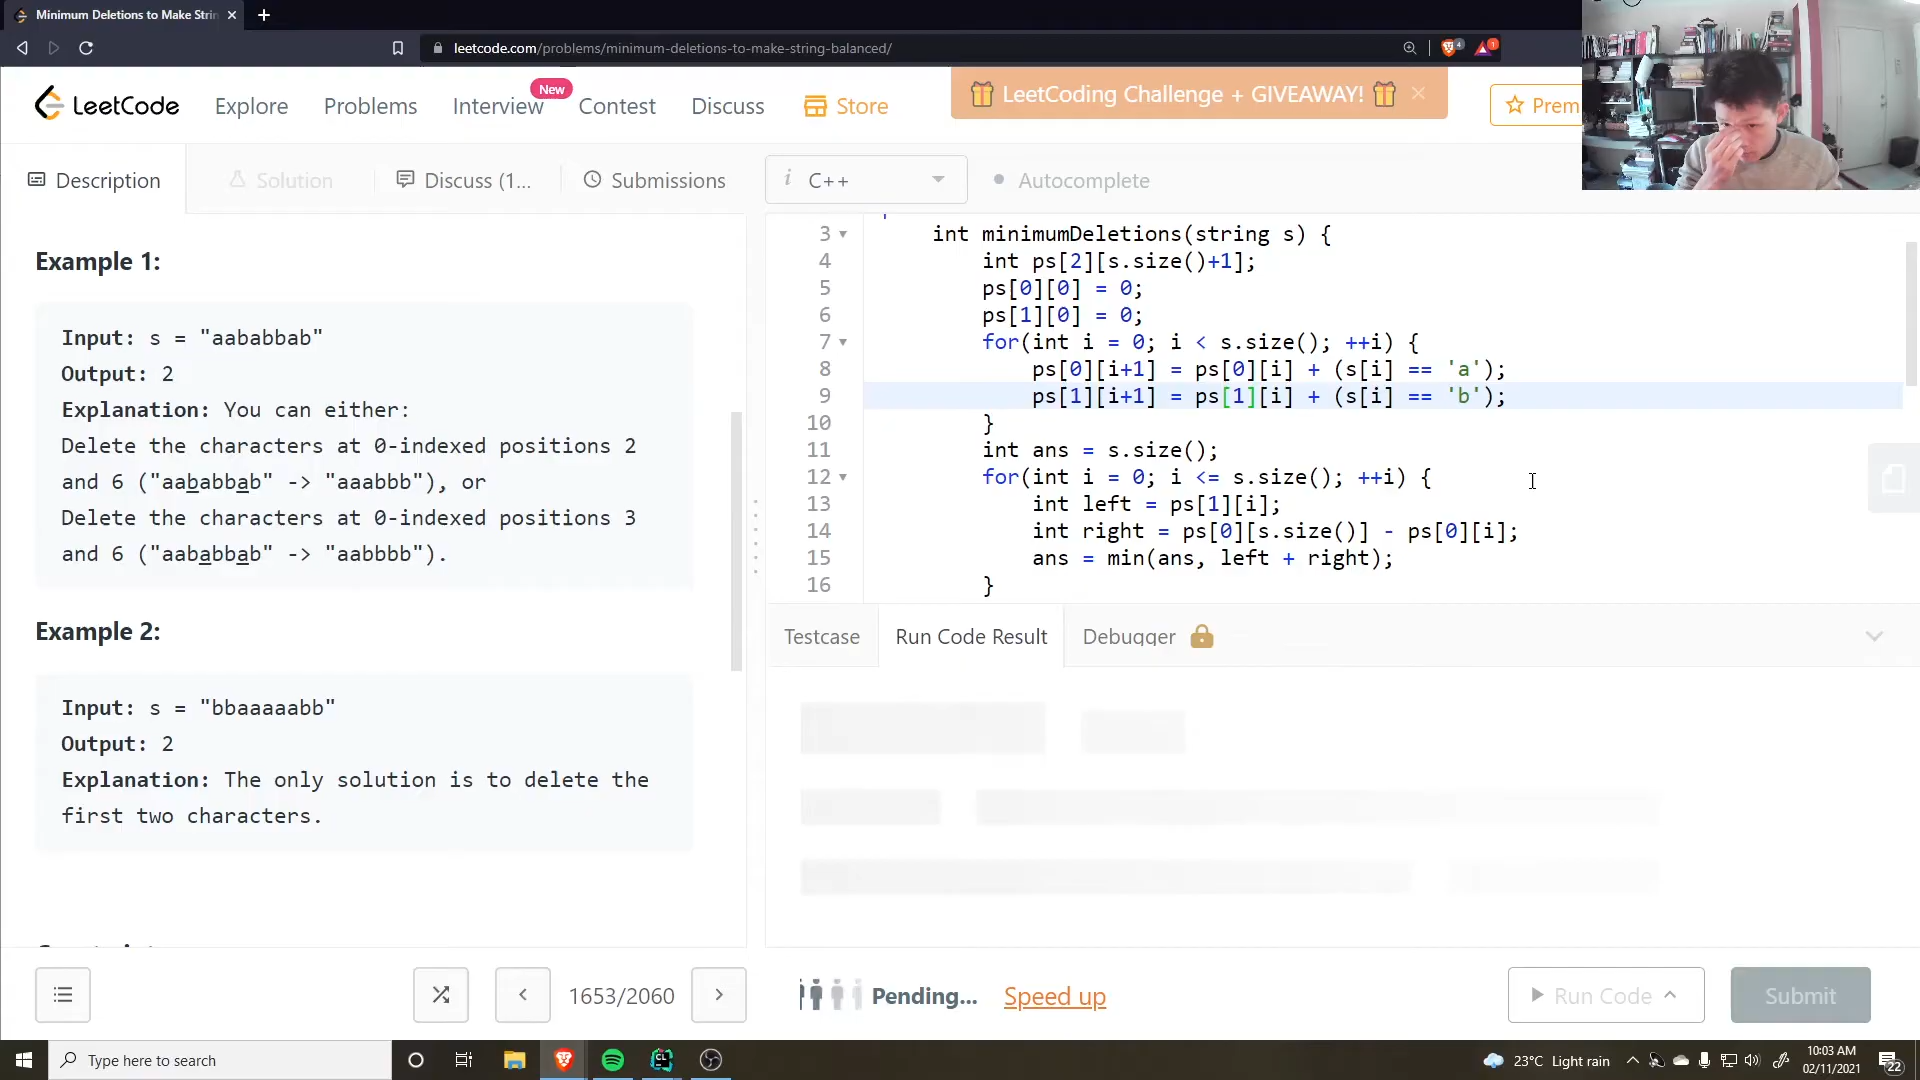 Minimum Deletions to Make Strin
leetcode.com/problems/minimum-deletions-to-make-string-balanced/
4
1
LeetCode
Explore
Problems
Interview
New
Contest
Discuss
Store
LeetCoding Challenge + GIVEAWAY!
Prem
Description
Solution
Discuss (1...
Submissions
i C++
Autocomplete
Example 1:
Input: s = "aababbab"
Output: 2
Explanation: You can either:
Delete the characters at 0-indexed positions 2
and 6 ("aababbab" -> "aaabbb"), or
Delete the characters at 0-indexed positions 3
and 6 ("aababbab" -> "aabbbb").
Example 2:
Input: s = "bbaaaaabb"
Output: 2
Explanation: The only solution is to delete the
first two characters.
3 int minimumDeletions(string s) {
4 int ps[2][s.size()+1];
5 ps[0][0] = 0;
6 ps[1][0] = 0;
7 for(int i = 0; i < s.size(); ++i) {
8 ps[0][i+1] = ps[0][i] + (s[i] == 'a');
9 ps[1][i+1] = ps[1][i] + (s[i] == 'b');
10 }
11 int ans = s.size();
12 for(int i = 0; i <= s.size(); ++i) {
13 int left = ps[1][i];
14 int right = ps[0][s.size()] - ps[0][i];
15 ans = min(ans, left + right);
16 }
Testcase
Run Code Result
Debugger
1653/2060
Pending...
Speed up
Run Code
Submit
Type here to search
23°C Light rain
10:03 AM
02/11/2021
22